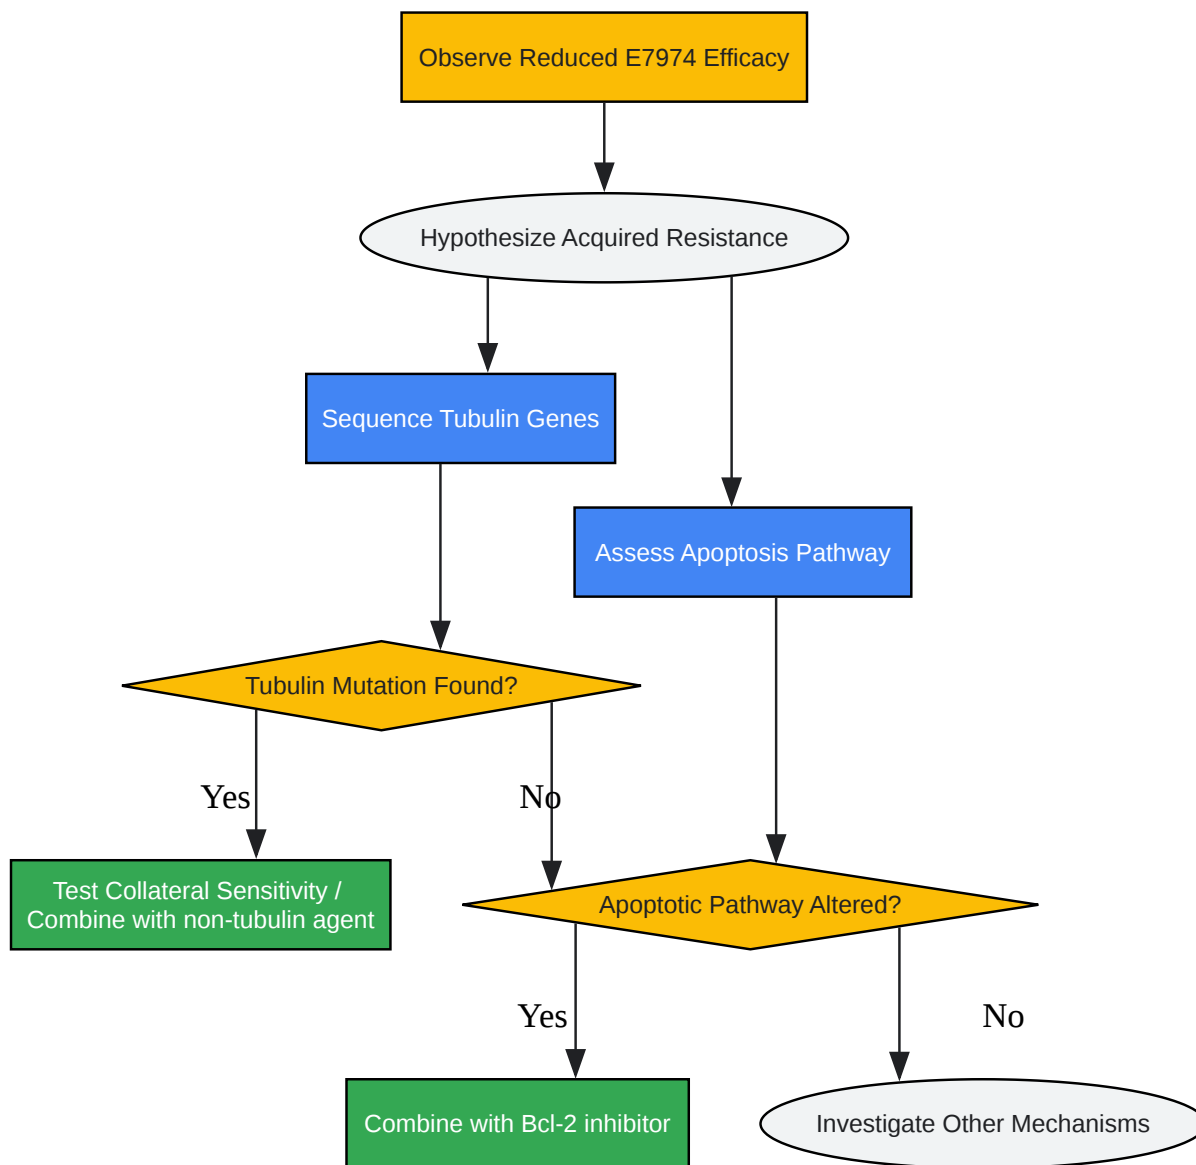 Observe Reduced E7974 Efficacy
Hypothesize Acquired Resistance
Sequence Tubulin Genes
Assess Apoptosis Pathway
Tubulin Mutation Found?
Yes
No
Test Collateral Sensitivity /
Combine with non-tubulin agent
Apoptotic Pathway Altered?
Yes
No
Combine with Bcl-2 inhibitor
Investigate Other Mechanisms